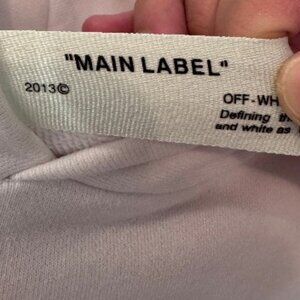 "MAIN LABEL"
2013©
OFF-WH
Defining th
and white as